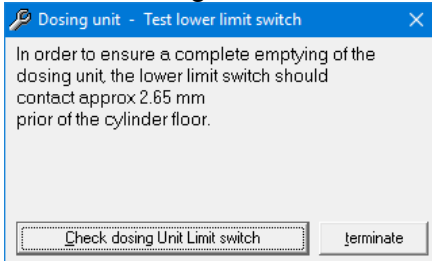 Dosing unit - Test lower limit switch
In order to ensure a complete emptying of the
dosing unit, the lower limit switch should
contact approx 2.65 mm
prior of the cylinder floor.
Check dosing Unit Limit switch
terminate